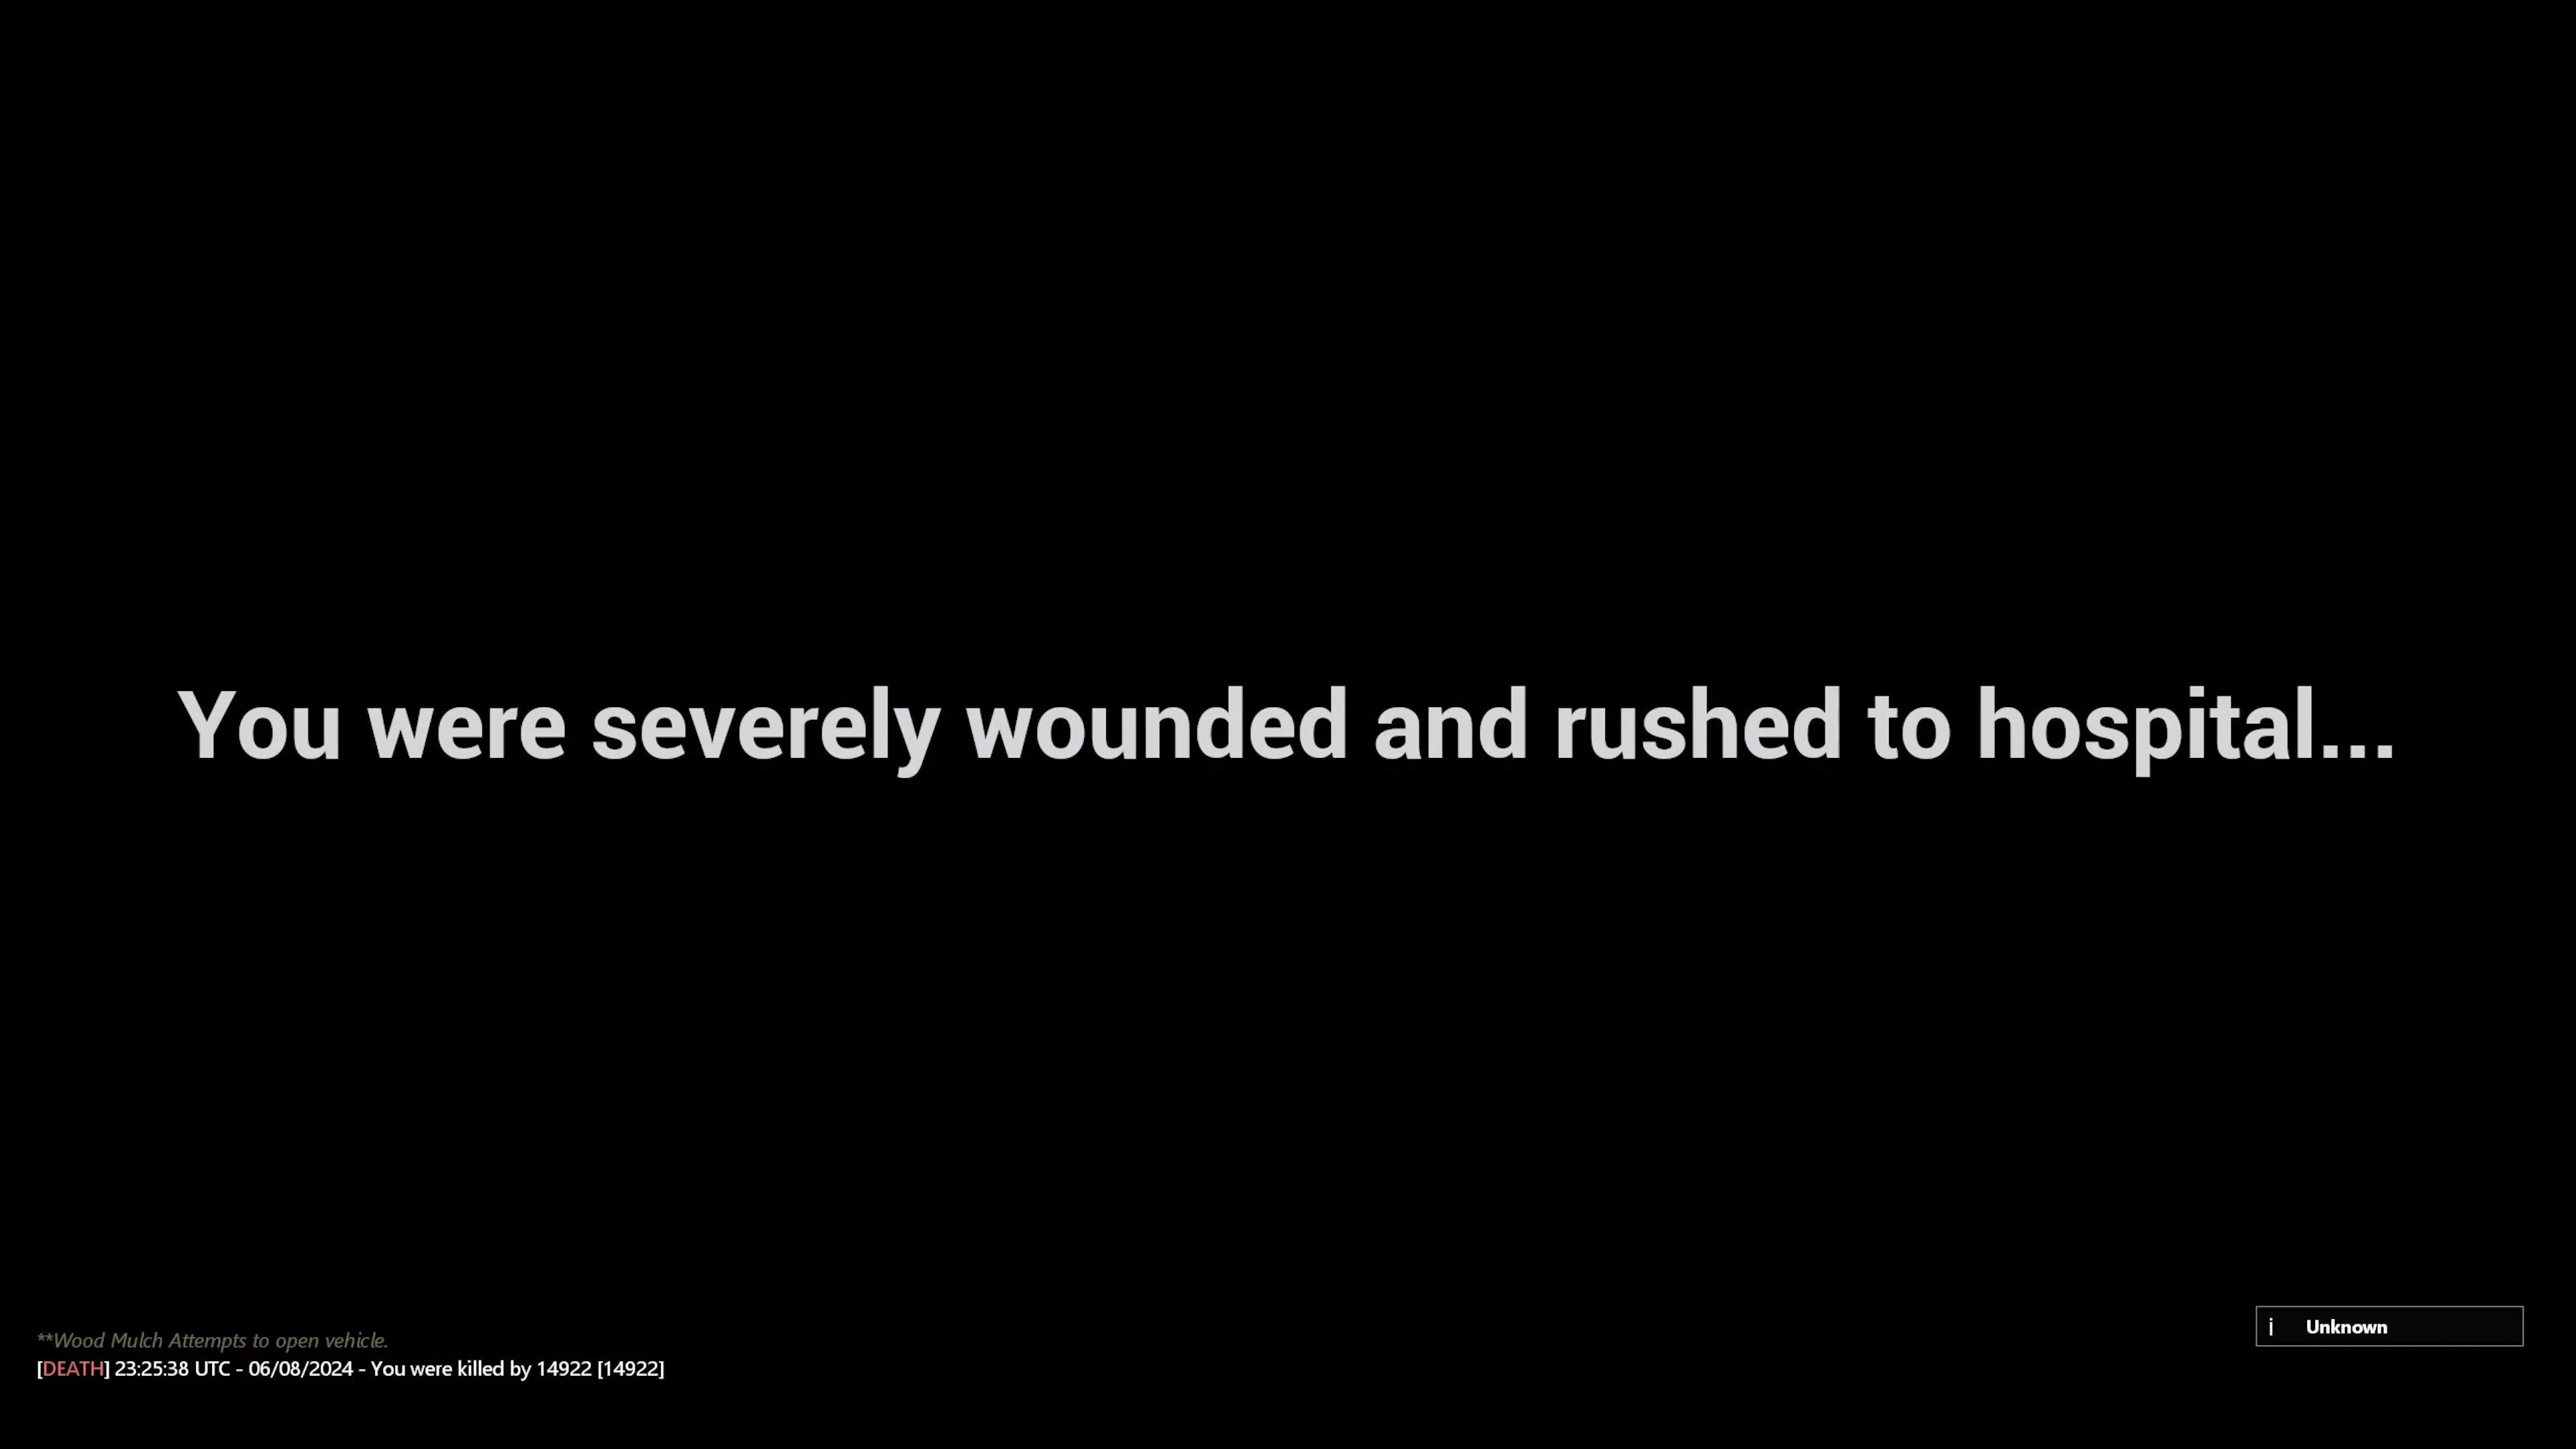 You were severely wounded and rushed to hospital...
**Wood Mulch Attempts to open vehicle.
[DEATH] 23:25:38 UTC - 06/08/2024 - You were killed by 14922 [14922]
i Unknown